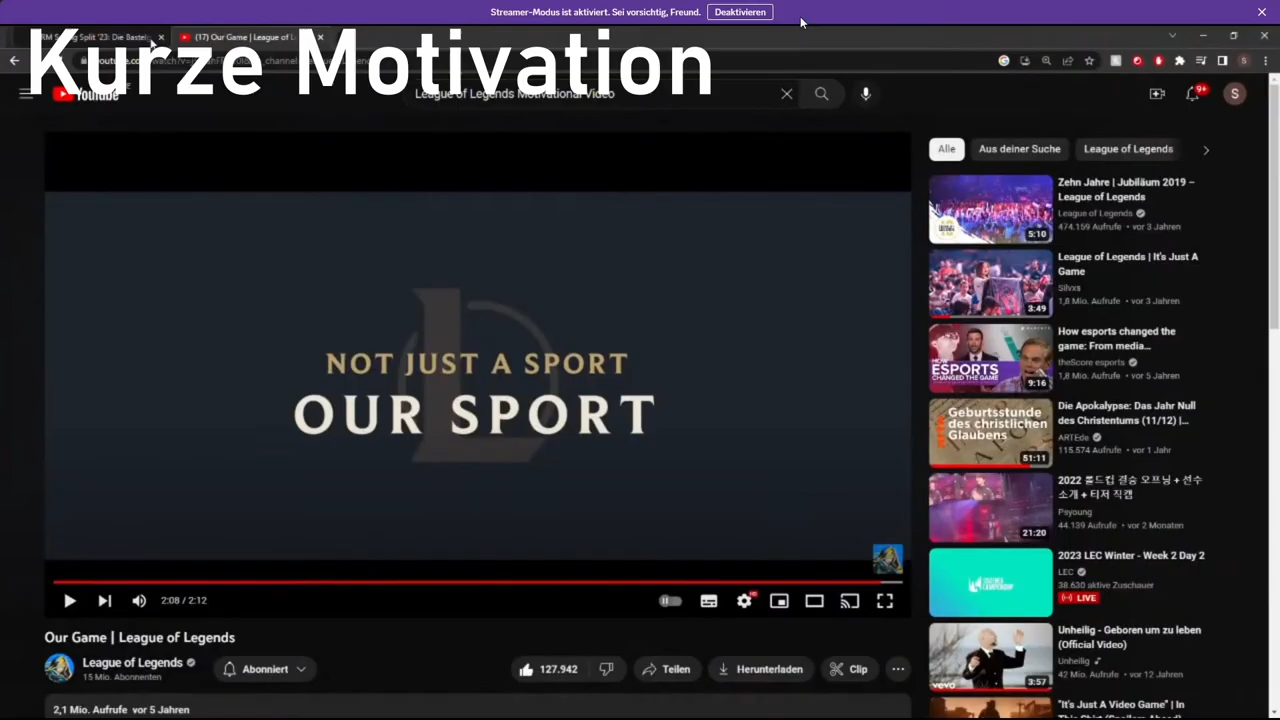 Streamer-Modus ist aktiviert. Sei vorsichtig, Freund. Deaktivieren
Split '23: Die
(17) Our Game | League of L
Kurze Motivation
YouTube
League of Legends Motivational Video
9+
S
NOT JUST A SPORT
OUR SPORT
2:08 / 2:12
Our Game | League of Legends
League of Legends
15 Mio. Abonnenten
Abonniert
127.942
Teilen
Herunterladen
Clip
2,1 Mio. Aufrufe vor 5 Jahren
Alle
Aus deiner Suche
League of Legends
5:10
Zehn Jahre | Jubiläum 2019 –
League of Legends
League of Legends
474.159 Aufrufe • vor 3 Jahren
3:49
League of Legends | It's Just A
Game
Silvxs
1,8 Mio. Aufrufe • vor 3 Jahren
HOW
ESPORTS
CHANGED THE GAME
9:16
How esports changed the
game: From media...
theScore esports
1,8 Mio. Aufrufe • vor 5 Jahren
Geburtsstunde
des christlichen
Glaubens
arte
51:11
Die Apokalypse: Das Jahr Null
des Christentums (11/12) |...
ARTEde
115.574 Aufrufe • vor 1 Jahr
21:20
2022 롤드컵 결승 오프닝 + 선수
소개 + 티저 직캠
Psyoung
44.139 Aufrufe • vor 2 Monaten
2023 LEC Winter - Week 2 Day 2
LEC
38.630 aktive Zuschauer
LIVE
vevo
3:57
Unheilig - Geboren um zu leben
(Official Video)
Unheilig
42 Mio. Aufrufe • vor 12 Jahren
"It's Just A Video Game" | In